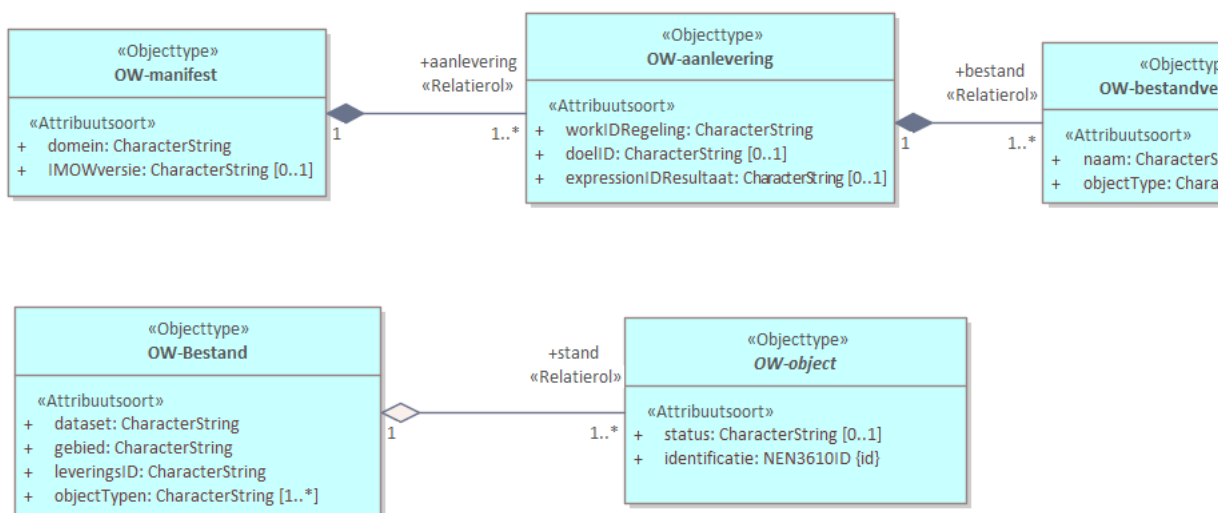 «Objecttype»
OW-manifest
«Attribuutsoort»
+ domein: CharacterString
+ IMOWversie: CharacterString [0..1]
+aanlevering
«Relatierol»
1
1..*
«Objecttype»
OW-aanlevering
«Attribuutsoort»
+ workIDRegeling: CharacterString
+ doelID: CharacterString [0..1]
+ expressionIDResultaat: CharacterString [0..1]
+bestand
«Relatierol»
1
1..*
«Objecttyp
OW-bestandve
«Attribuutsoort»
+ naam: CharacterS
+ objectType: Chara
«Objecttype»
OW-Bestand
«Attribuutsoort»
+ dataset: CharacterString
+ gebied: CharacterString
+ leveringsID: CharacterString
+ objectTypen: CharacterString [1..*]
+stand
«Relatierol»
1
1..*
«Objecttype»
OW-object
«Attribuutsoort»
+ status: CharacterString [0..1]
+ identificatie: NEN3610ID {id}